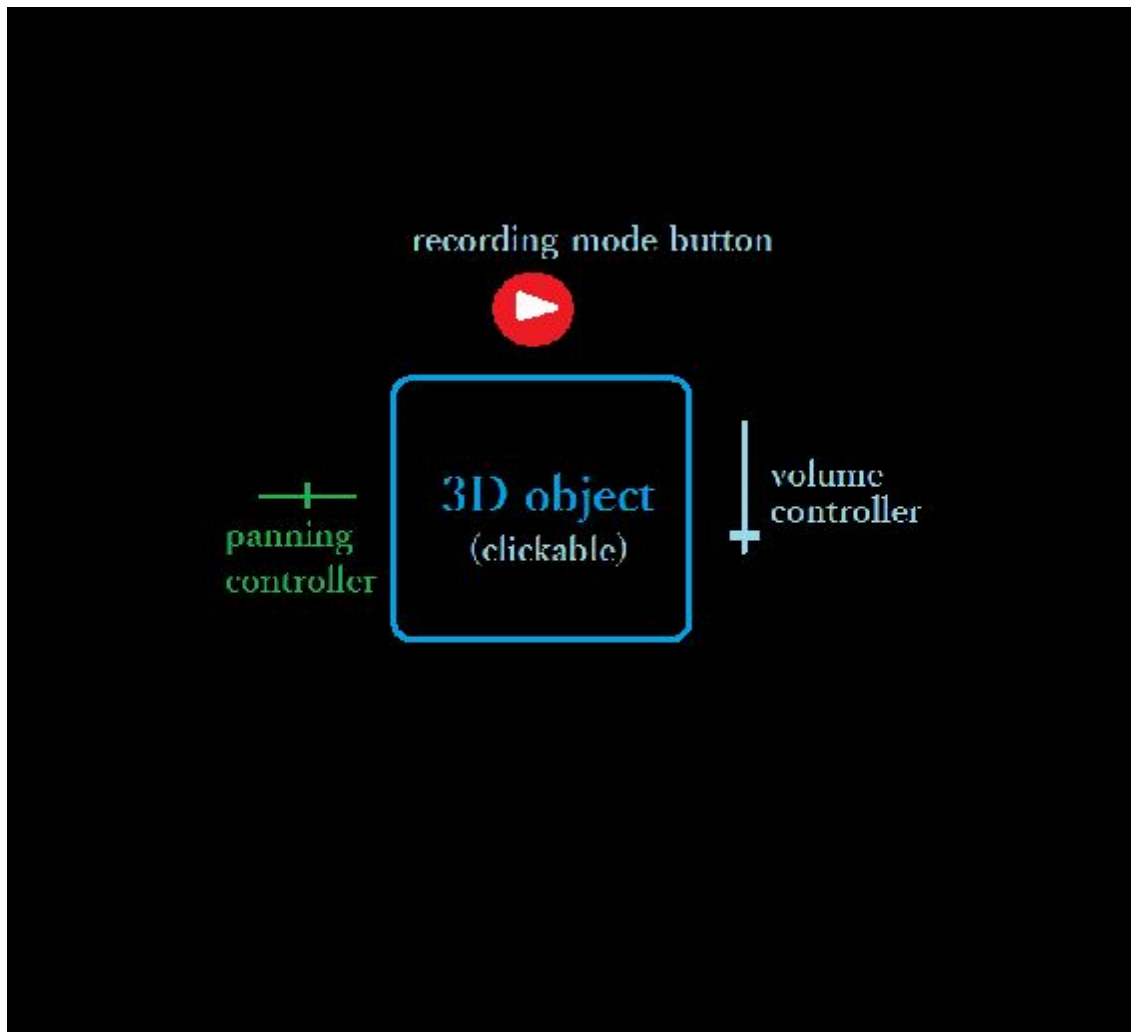 recording mode button
3D object
(clickable)
panning
controller
volume
controller